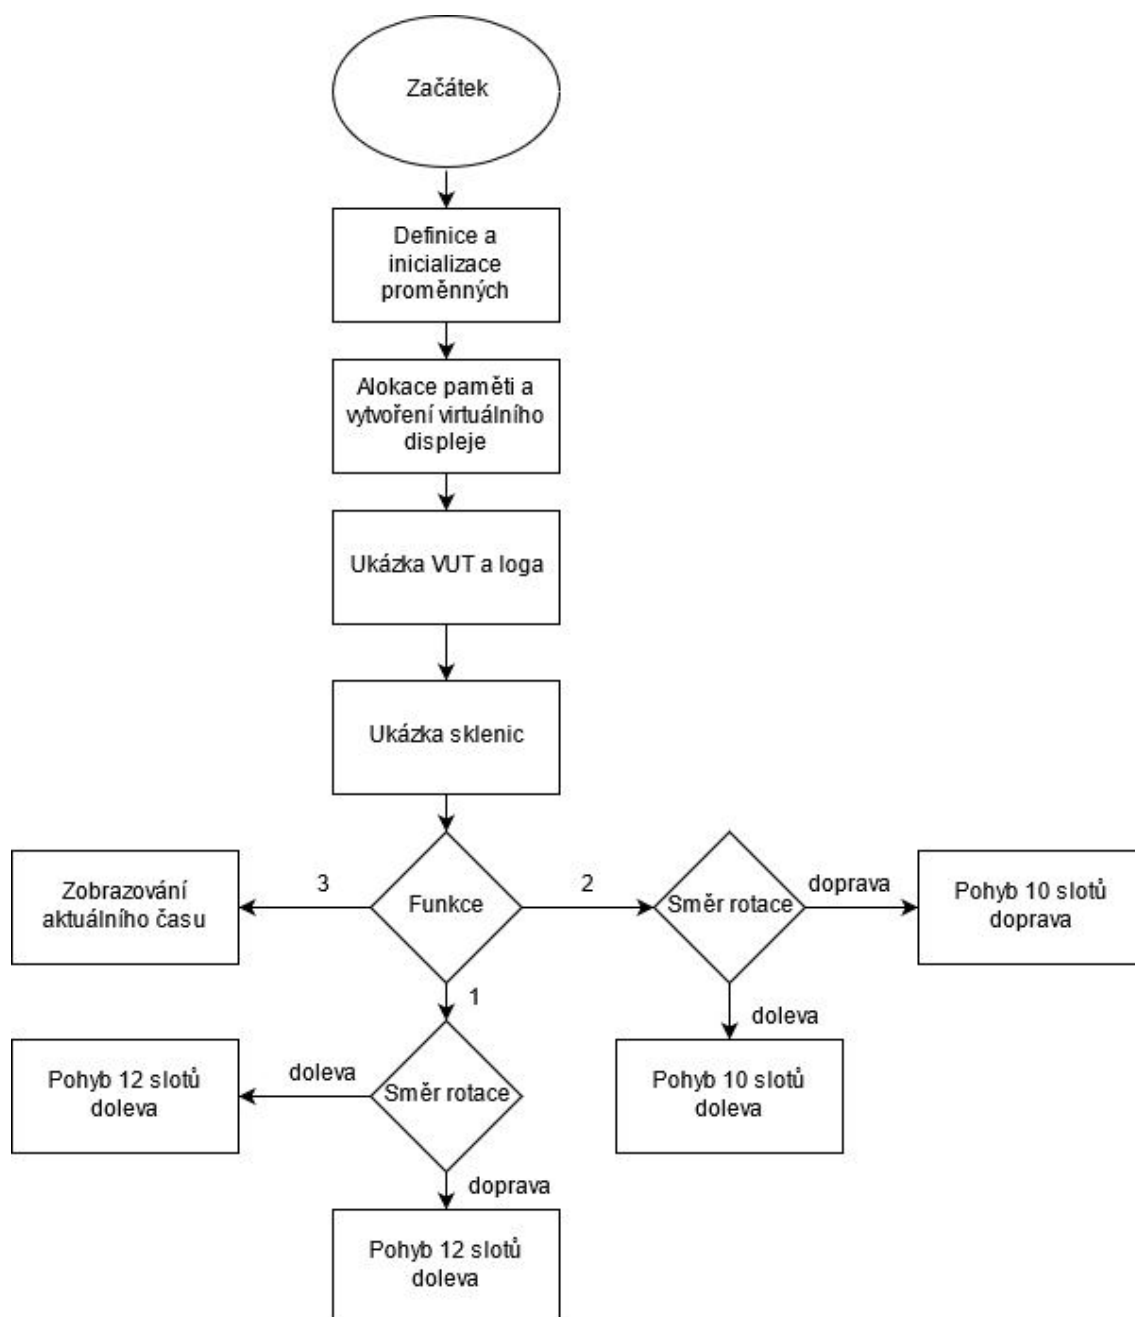 Začátek
Definice a
inicializace
proměnných
Alokace paměti a
vytvoření virtuálního
displeje
Ukázka VUT a loga
Ukázka sklenic
Zobrazování
aktuálního času
3
Funkce
2
Směr rotace
doprava
Pohyb 10 slotů
doprava
1
doleva
Pohyb 10 slotů
doleva
Pohyb 12 slotů
doleva
doleva
Směr rotace
doprava
Pohyb 12 slotů
doleva